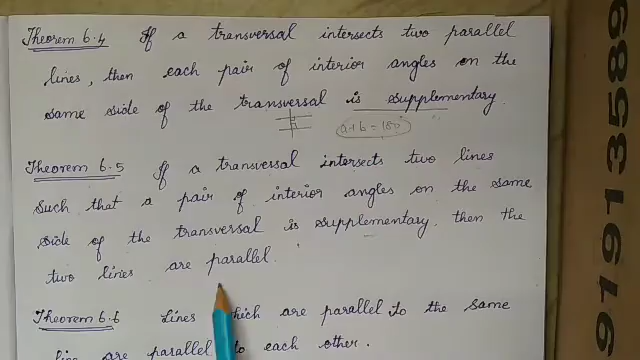 Theorem 6.4 If a transversal intersects two parallel
lines, then each pair of interior angles on the
same side of the transversal is supplementary.
a+b=180°
Theorem 6.5 If a transversal intersects two lines
such that a pair of interior angles on the same
side of the transversal is supplementary, then the
two lines are parallel.
Theorem 6.6 Lines which are parallel to the same
line are parallel to each other.
91913589